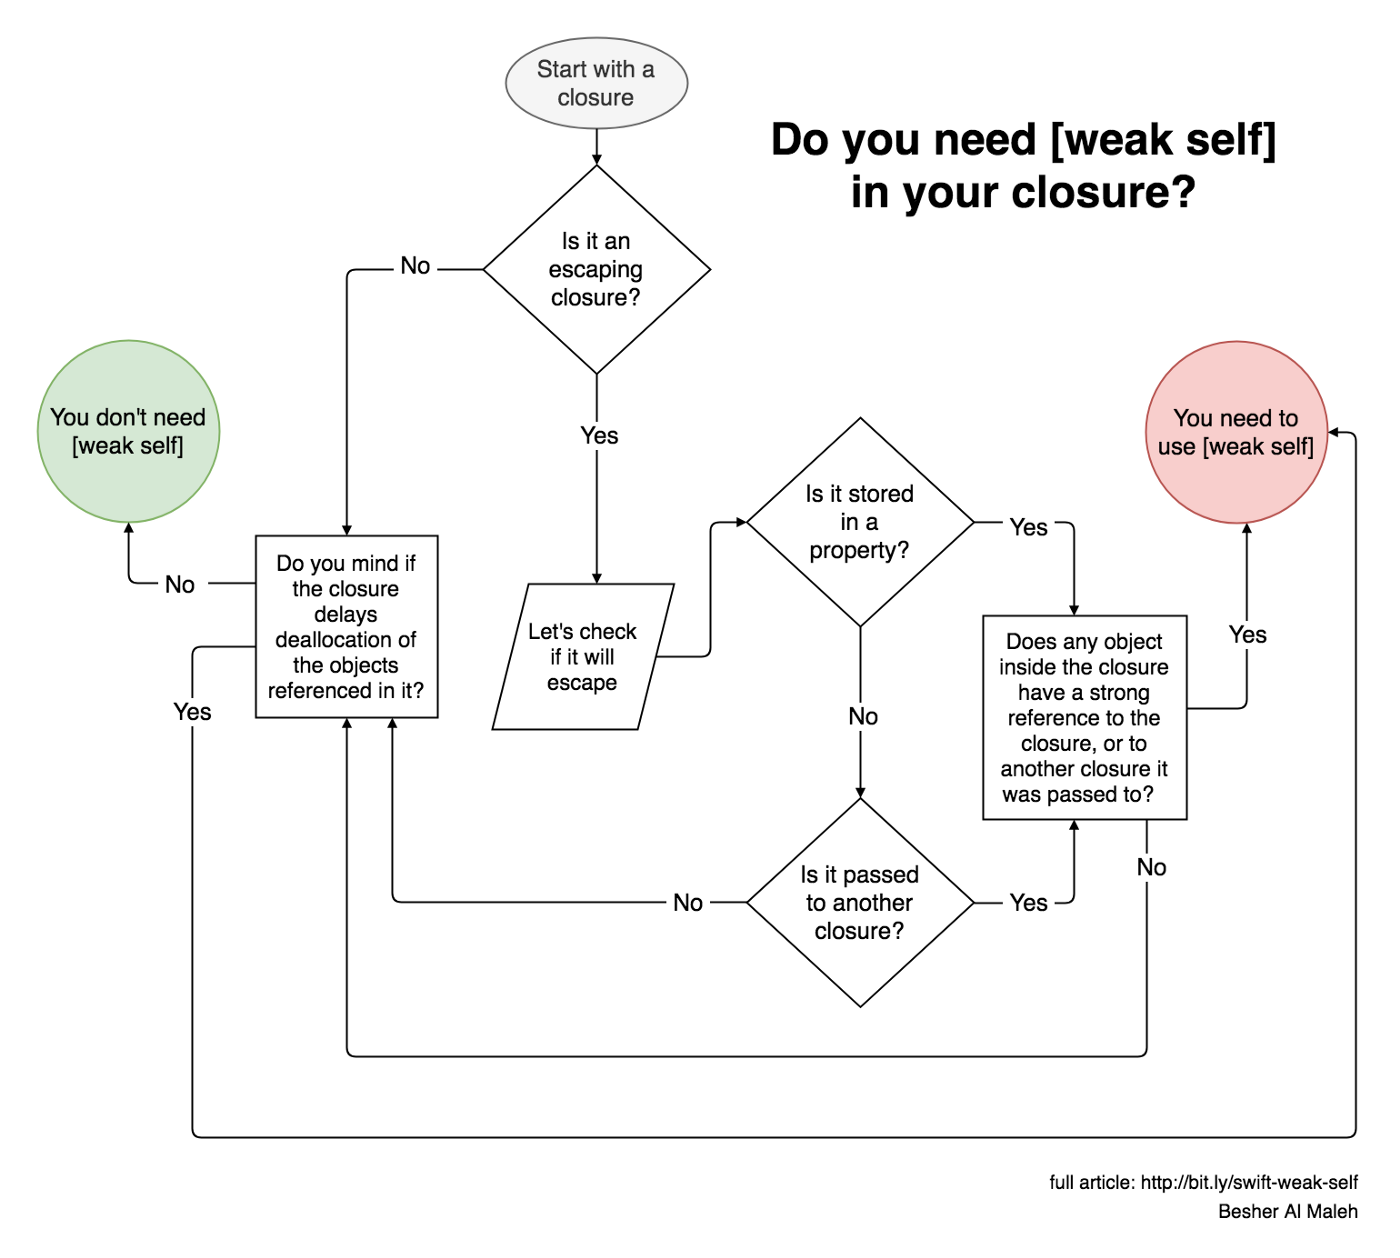 Start with a
closure
Do you need [weak self]
in your closure?
Is it an
escaping
closure?
No
Yes
You don't need
[weak self]
You need to
use [weak self]
Is it stored
in a
property?
Yes
No
Do you mind if
the closure
delays
deallocation of
the objects
referenced in it?
No
Yes
Let's check
if it will
escape
Does any object
inside the closure
have a strong
reference to the
closure, or to
another closure it
was passed to?
Yes
No
Is it passed
to another
closure?
No
Yes
full article: http://bit.ly/swift-weak-self
Besher Al Maleh